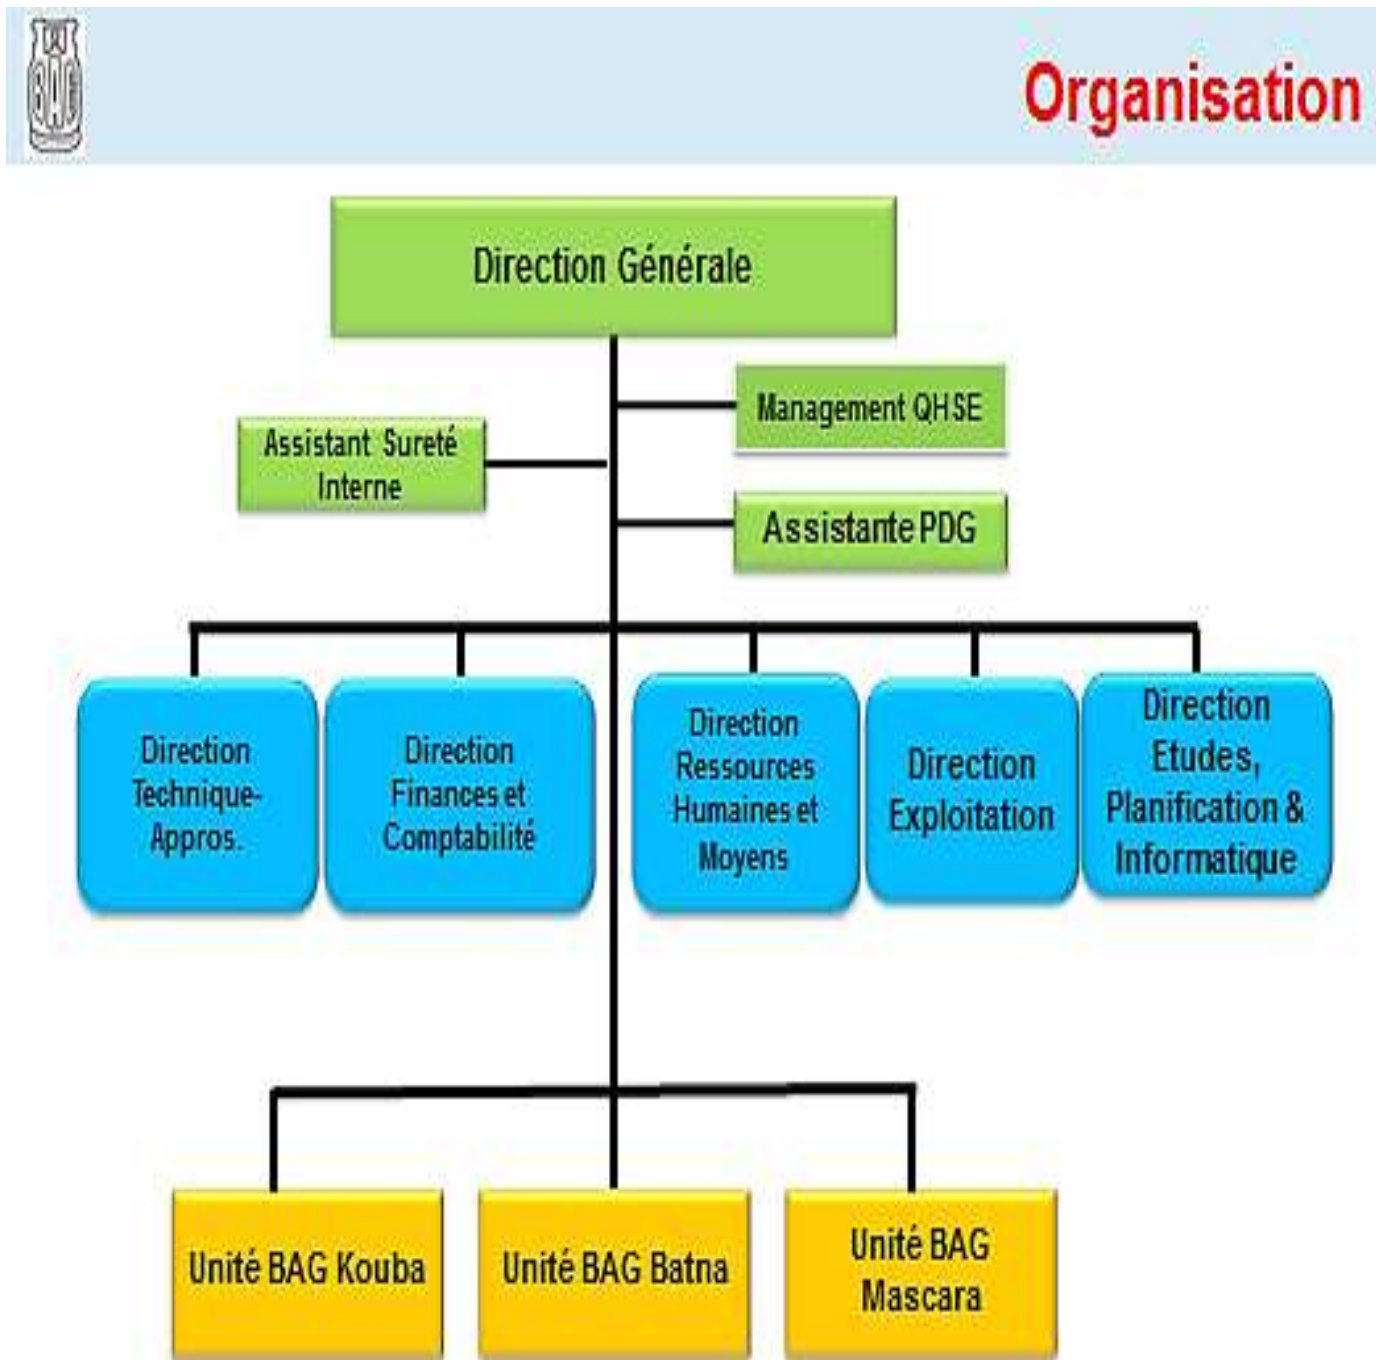 BAG
Organisation
Direction Générale
Management QHSE
Assistant Sureté
Interne
Assistante PDG
Direction
Technique-
Appros.
Direction
Finances et
Comptabilité
Direction
Ressources
Humaines et
Moyens
Direction
Exploitation
Direction
Etudes,
Planification &
Informatique
Unité BAG Kouba
Unité BAG Batna
Unité BAG
Mascara